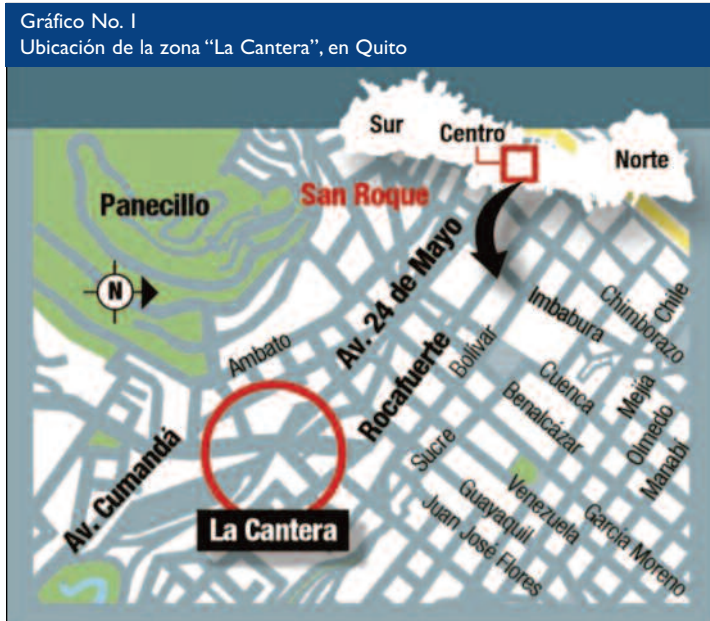 Gráfico No. 1
Ubicación de la zona “La Cantera”, en Quito
Sur
Centro
Norte
Panecillo
San Roque
N
Av. 24 de Mayo
Imbabura
Chimborazo
Chile
Ambato
Rocafuerte
Bolívar
Cuenca
Benalcázar
Mejia
Olmedo
Manabí
Av. Cumandá
Sucre
La Cantera
Guayaquil
Venezuela
García Moreno
Juan José Flores